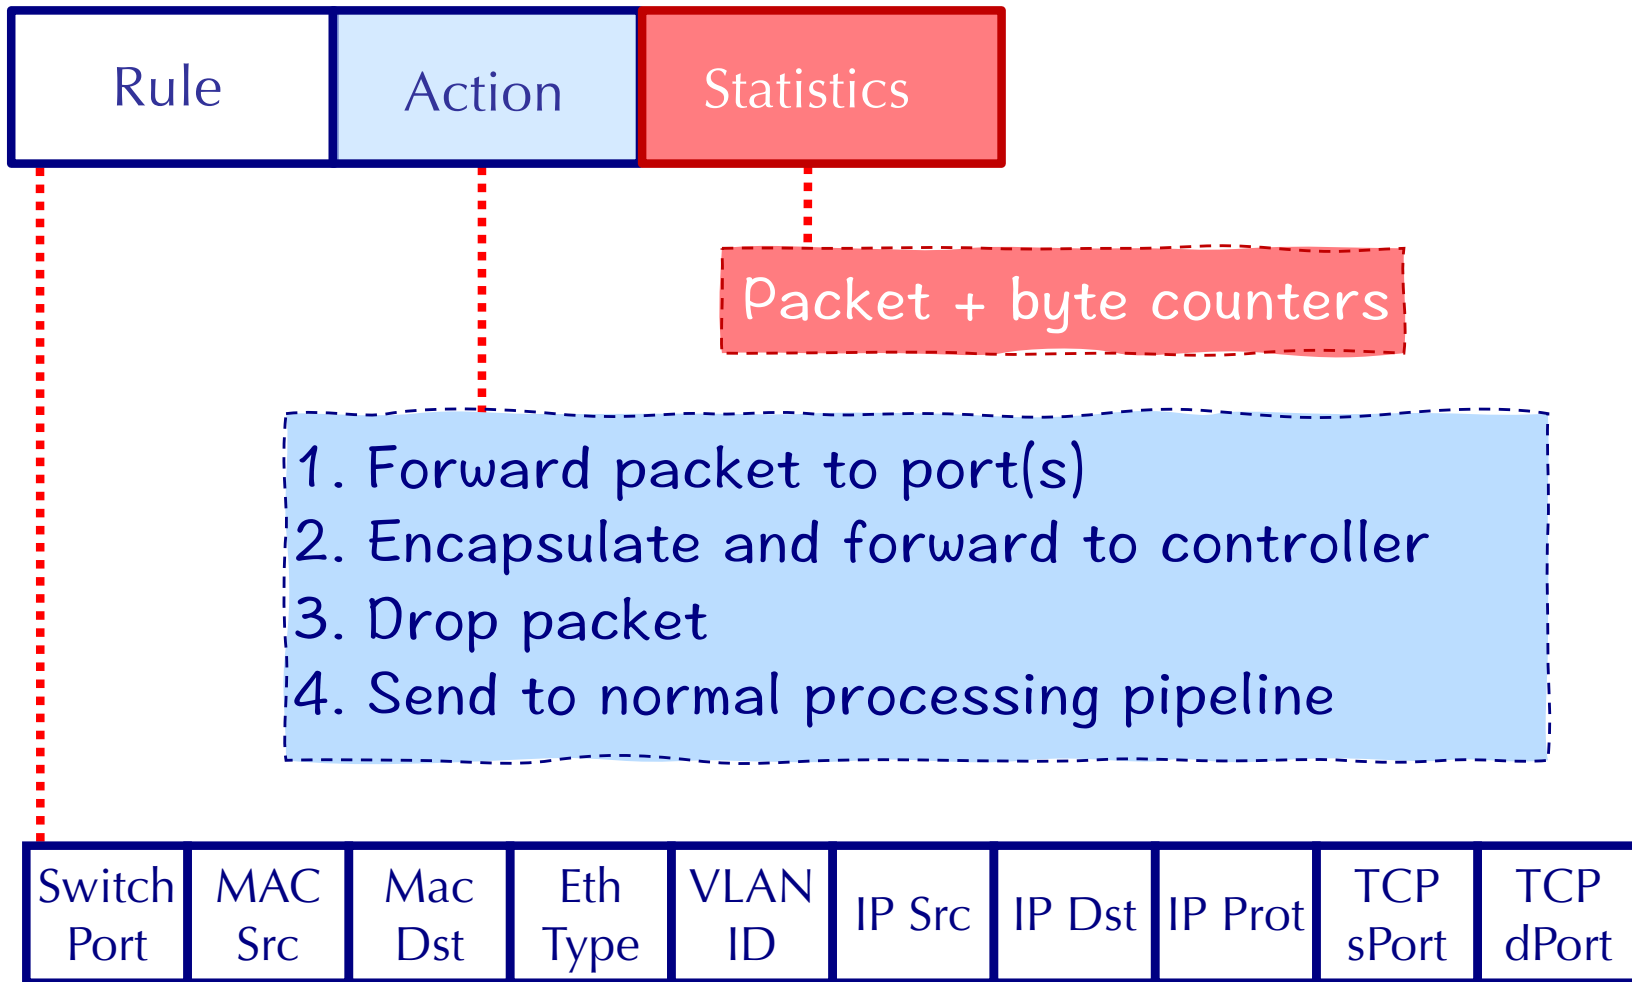 Rule
Action
Statistics
Packet + byte counters
1. Forward packet to port(s)
2. Encapsulate and forward to controller
3. Drop packet
4. Send to normal processing pipeline
Switch
Port
MAC
Src
Mac
Dst
Eth
Type
VLAN
ID
IP Src
IP Dst
IP Prot
TCP
sPort
TCP
dPort